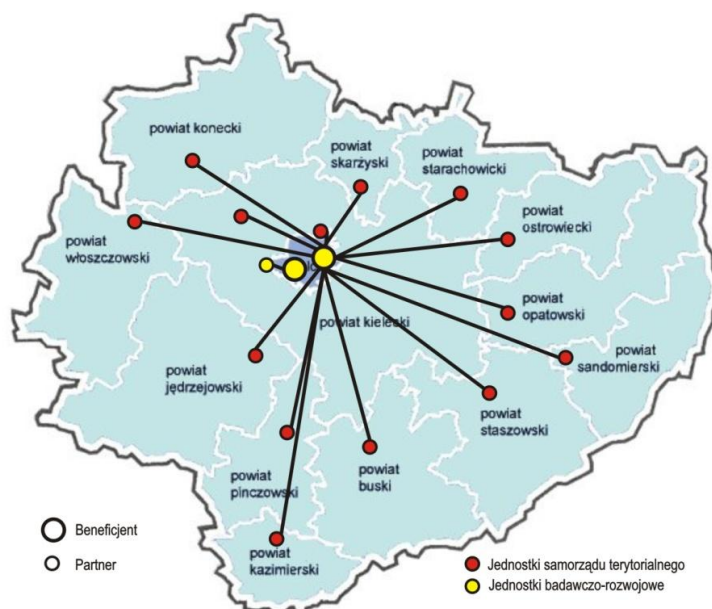 powiat konecki
powiat
skarżyski
powiat
starachowicki
powiat
ostrowiecki
powiat
włoszczowski
powiat
opatowski
powiat kielecki
powiat
sandomierski
powiat
jędrzejowski
powiat
staszowski
powiat
pinczowski
powiat
buski
powiat
kazimierski
Beneficjent
Partner
Jednostki samorządu terytorialnego
Jednostki badawczo-rozwojowe